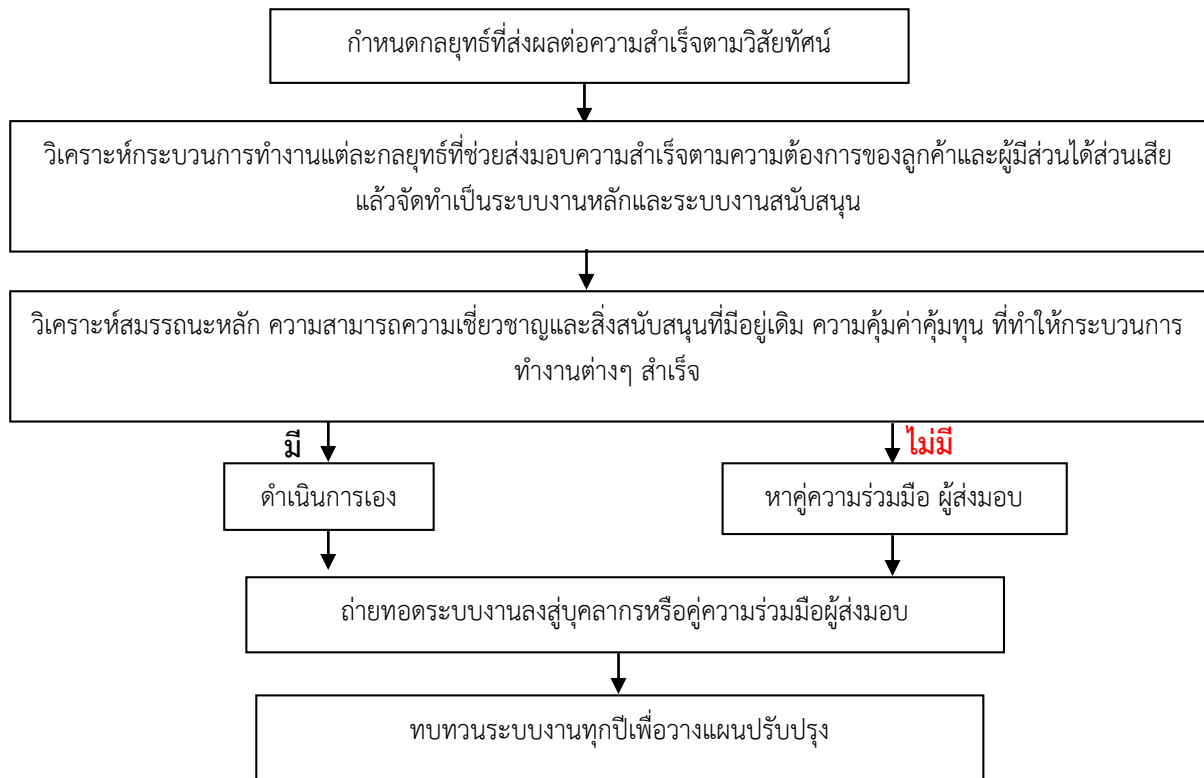 กำหนดกลยุทธ์ที่ส่งผลต่อความสำเร็จตามวิสัยทัศน์
วิเคราะห์กระบวนการทำงานแต่ละกลยุทธ์ที่ช่วยส่งมอบความสำเร็จตามความต้องการของลูกค้าและผู้มีส่วนได้ส่วนเสีย
แล้วจัดทำเป็นระบบงานหลักและระบบงานสนับสนุน
วิเคราะห์สมรรถนะหลัก ความสามารถความเชี่ยวชาญและสิ่งสนับสนุนที่มีอยู่เดิม ความคุ้มค่าคุ้มทุน ที่ทำให้กระบวนการ
ทำงานต่างๆ สำเร็จ
มี
ไม่มี
ดำเนินการเอง
หาคู่ความร่วมมือ ผู้ส่งมอบ
ถ่ายทอดระบบงานลงสู่บุคลากรหรือคู่ความร่วมมือผู้ส่งมอบ
ทบทวนระบบงานทุกปีเพื่อวางแผนปรับปรุง